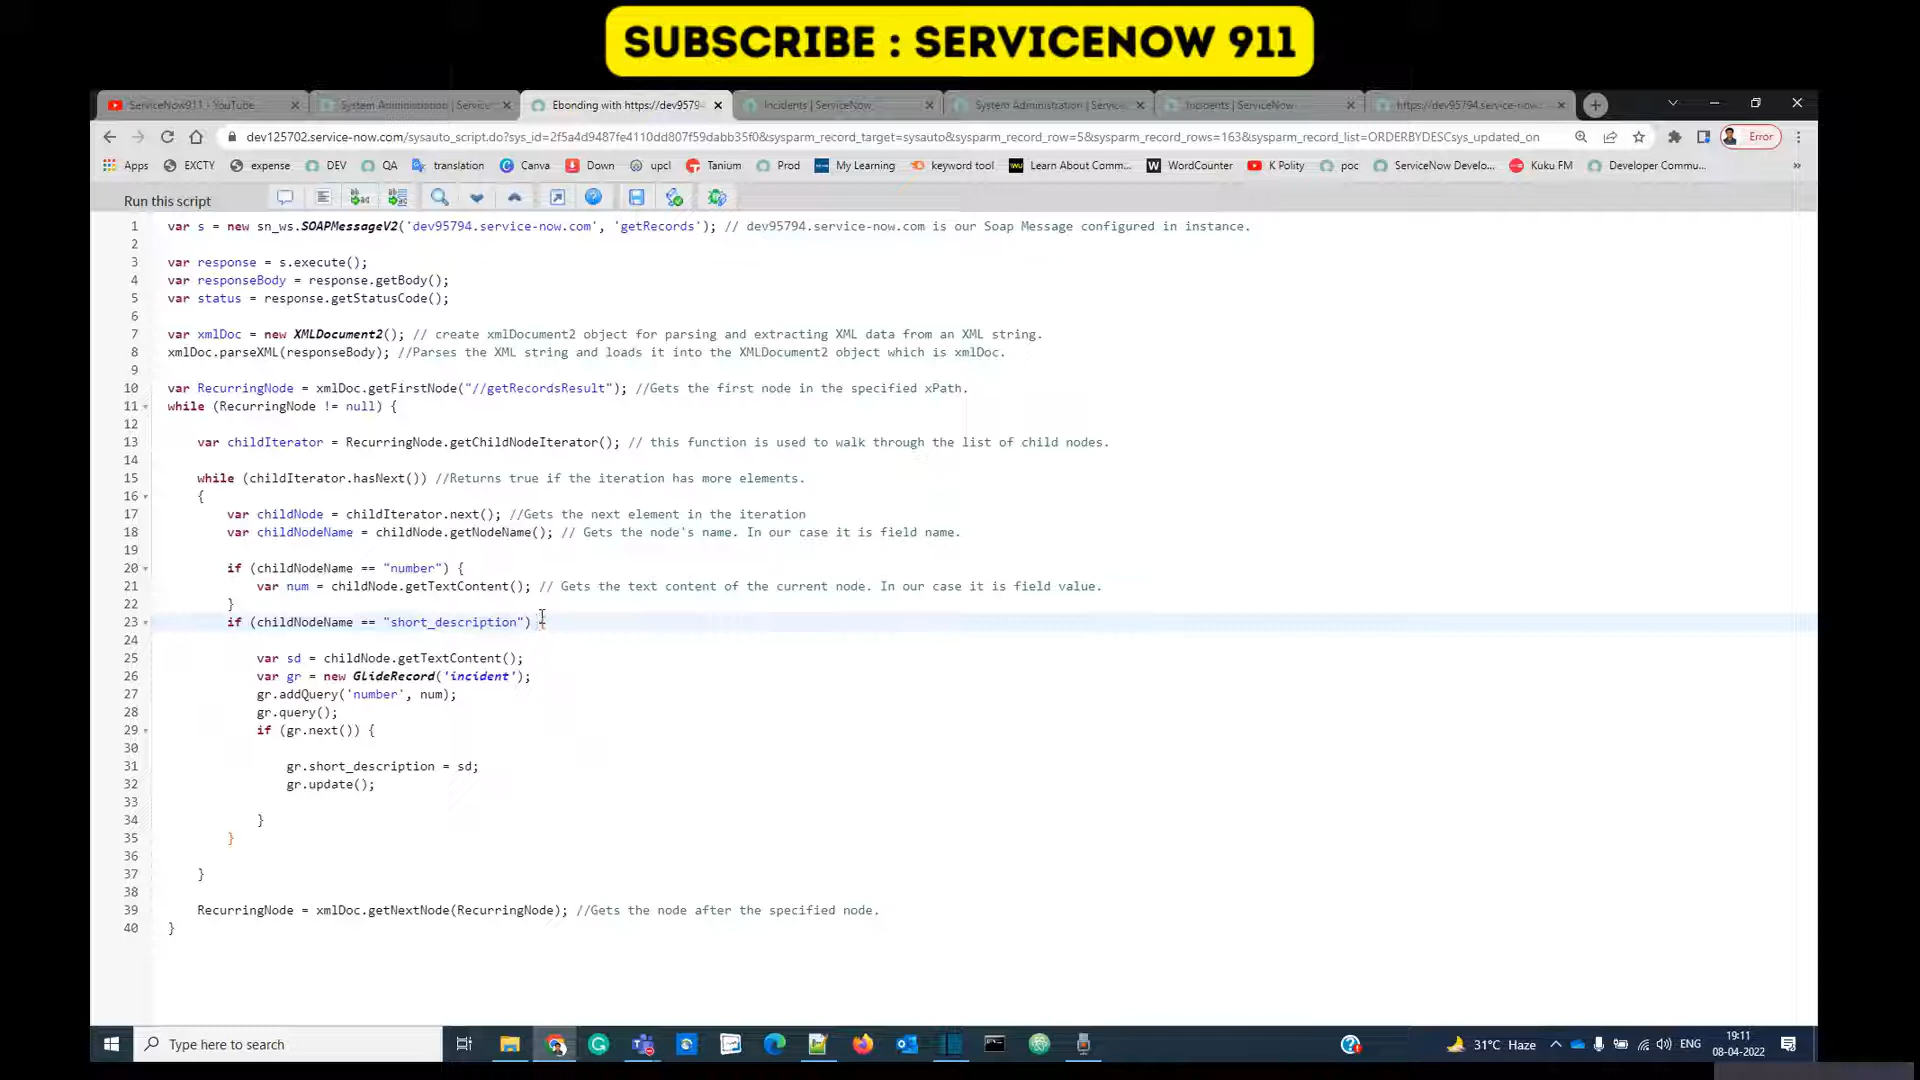 SUBSCRIBE : SERVICENOW 911
ServiceNow911 - YouTube
System Administration | Service
Ebonding with https://dev9579
Incidents | ServiceNow
System Administration | Service
Incidents | ServiceNow
https://dev95794.service-now.com
dev125702.service-now.com/sysauto_script.do?sys_id=2f5a4d9487fe4110dd807f59dabb35f0&sysparm_record_target=sysauto&sysparm_record_row=5&sysparm_record_rows=163&sysparm_record_list=ORDERBYDESCsys_updated_on
Error
Apps EXCTY expense DEV QA translation Canva Down upcl Tanium Prod My Learning keyword tool Learn About Comm... WordCounter K Polity poc ServiceNow Develo... Kuku FM Developer Commu... »
Run this script
1 var s = new sn_ws.SOAPMessageV2('dev95794.service-now.com', 'getRecords'); // dev95794.service-now.com is our Soap Message configured in instance.
2
3 var response = s.execute();
4 var responseBody = response.getBody();
5 var status = response.getStatusCode();
6
7 var xmlDoc = new XMLDocument2(); // create xmlDocument2 object for parsing and extracting XML data from an XML string.
8 xmlDoc.parseXML(responseBody); //Parses the XML string and loads it into the XMLDocument2 object which is xmlDoc.
9
10 var RecurringNode = xmlDoc.getFirstNode("//getRecordsResult"); //Gets the first node in the specified xPath.
11 while (RecurringNode != null) {
12
13 var childIterator = RecurringNode.getChildNodeIterator(); // this function is used to walk through the list of child nodes.
14
15 while (childIterator.hasNext()) //Returns true if the iteration has more elements.
16 {
17 var childNode = childIterator.next(); //Gets the next element in the iteration
18 var childNodeName = childNode.getNodeName(); // Gets the node's name. In our case it is field name.
19
20 if (childNodeName == "number") {
21 var num = childNode.getTextContent(); // Gets the text content of the current node. In our case it is field value.
22 }
23 if (childNodeName == "short_description") {
24
25 var sd = childNode.getTextContent();
26 var gr = new GlideRecord('incident');
27 gr.addQuery('number', num);
28 gr.query();
29 if (gr.next()) {
30
31 gr.short_description = sd;
32 gr.update();
33
34 }
35 }
36
37 }
38
39 RecurringNode = xmlDoc.getNextNode(RecurringNode); //Gets the node after the specified node.
40 }
Type here to search
31°C Haze
ENG
19:11
08-04-2022